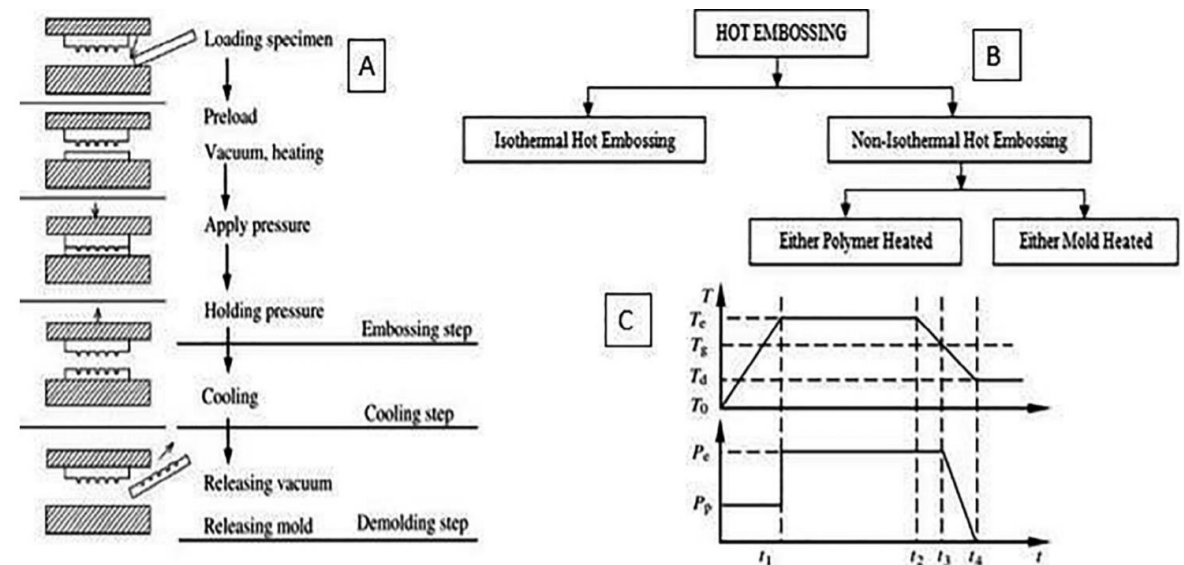 Loading specimen
A
Preload
Vacuum, heating
Apply pressure
Holding pressure
Embossing step
Cooling
Cooling step
Releasing vacuum
Releasing mold
Demolding step
HOT EMBOSSING
B
Isothermal Hot Embossing
Non-Isothermal Hot Embossing
Either Polymer Heated
Either Mold Heated
C
T
Te
Tg
Td
T0
Pe
Pp
t1
t2
t3
t4
t